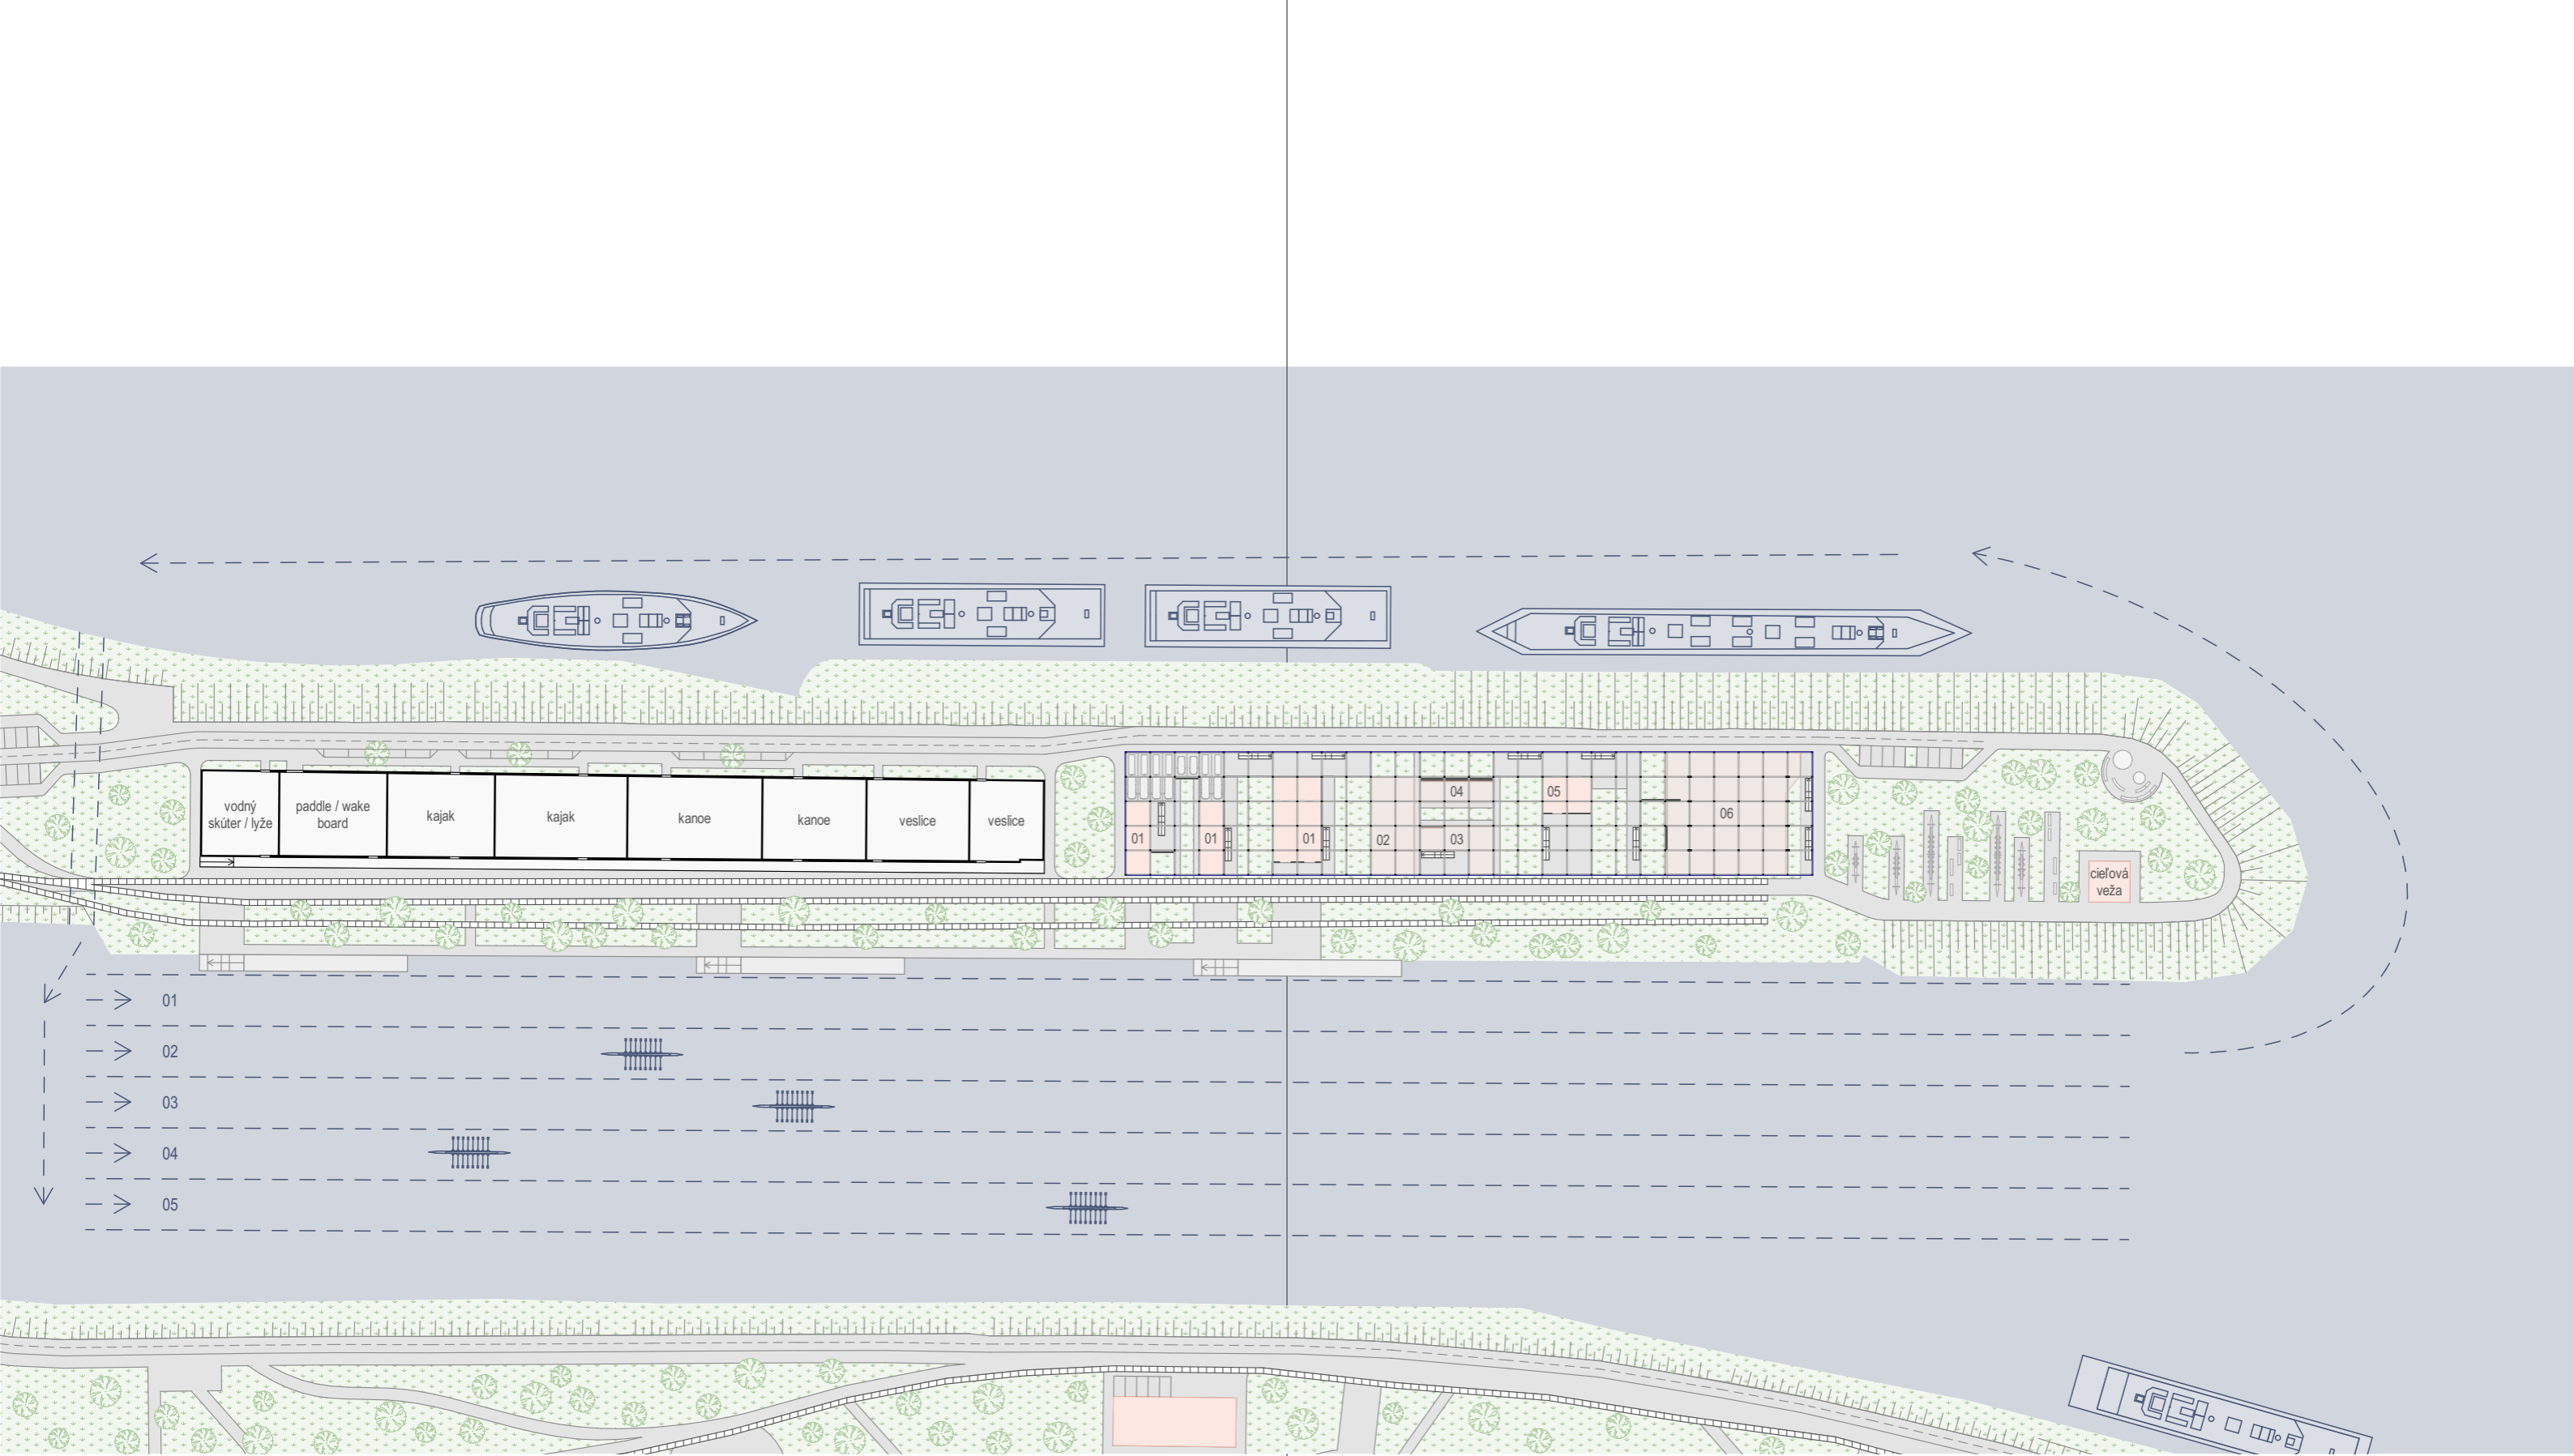 vodný
skúter / lyže
paddle / wake
board
kajak
kajak
kanoe
kanoe
veslice
veslice
01
01
01
02
04
03
05
06
cieľová
veža
01
02
03
04
05